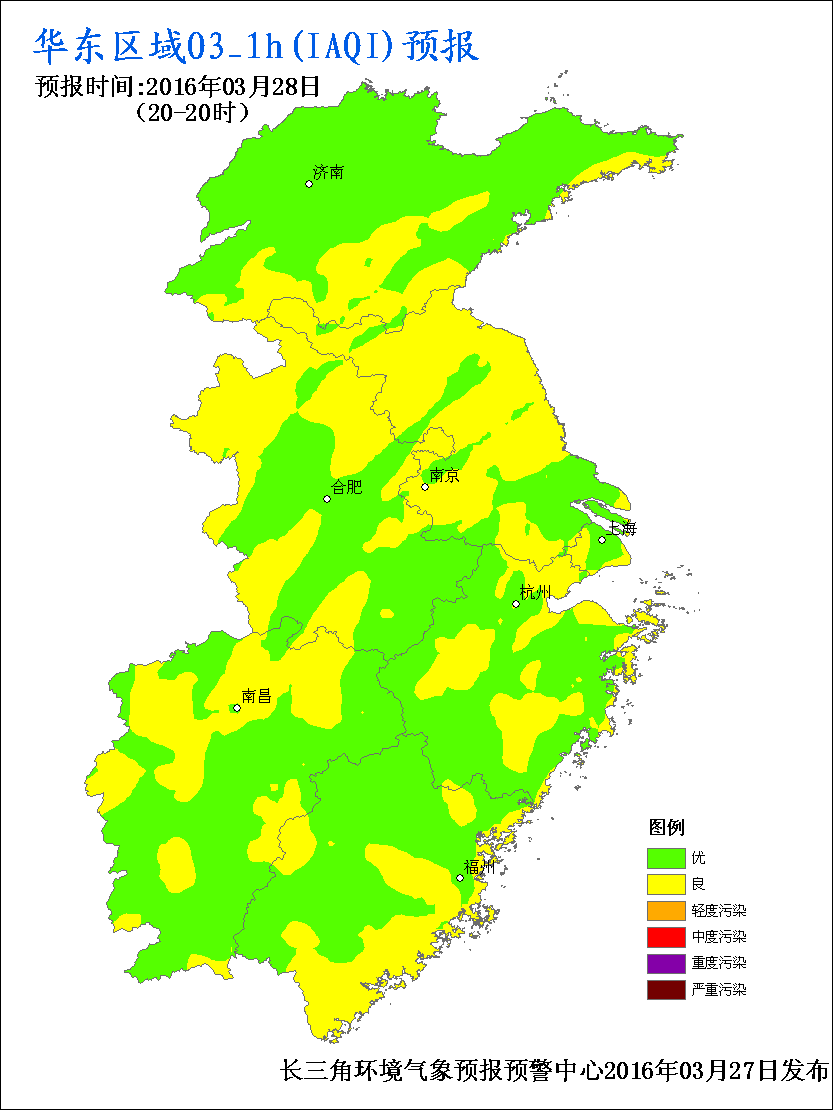 华东区域O3_1h(IAQI)预报
预报时间:2016年03月28日
(20-20时)
济南
南京
合肥
上海
杭州
南昌
福州
图例
优
良
轻度污染
中度污染
重度污染
严重污染
长三角环境气象预报预警中心2016年03月27日发布